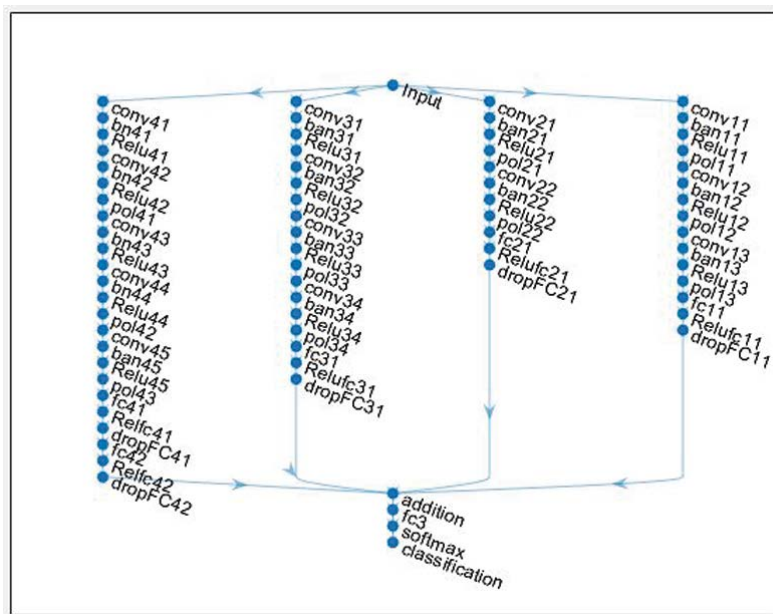 Input
conv41
bn41
Relu41
conv42
bn42
Relu42
pol41
conv43
bn43
Relu43
conv44
bn44
Relu44
pol42
conv45
ban45
Relu45
pol43
fc41
Relfc41
dropFC41
fc42
Relfc42
dropFC42
conv31
ban31
Relu31
conv32
ban32
Relu32
pol32
conv33
ban33
Relu33
pol33
conv34
ban34
Relu34
pol34
fc31
Relufc31
dropFC31
conv21
ban21
Relu21
pol21
conv22
ban22
Relu22
pol22
fc21
Relufc21
dropFC21
conv11
ban11
Relu11
pol11
conv12
ban12
Relu12
pol12
conv13
ban13
Relu13
pol13
fc11
Relufc11
dropFC11
addition
fc3
softmax
classification